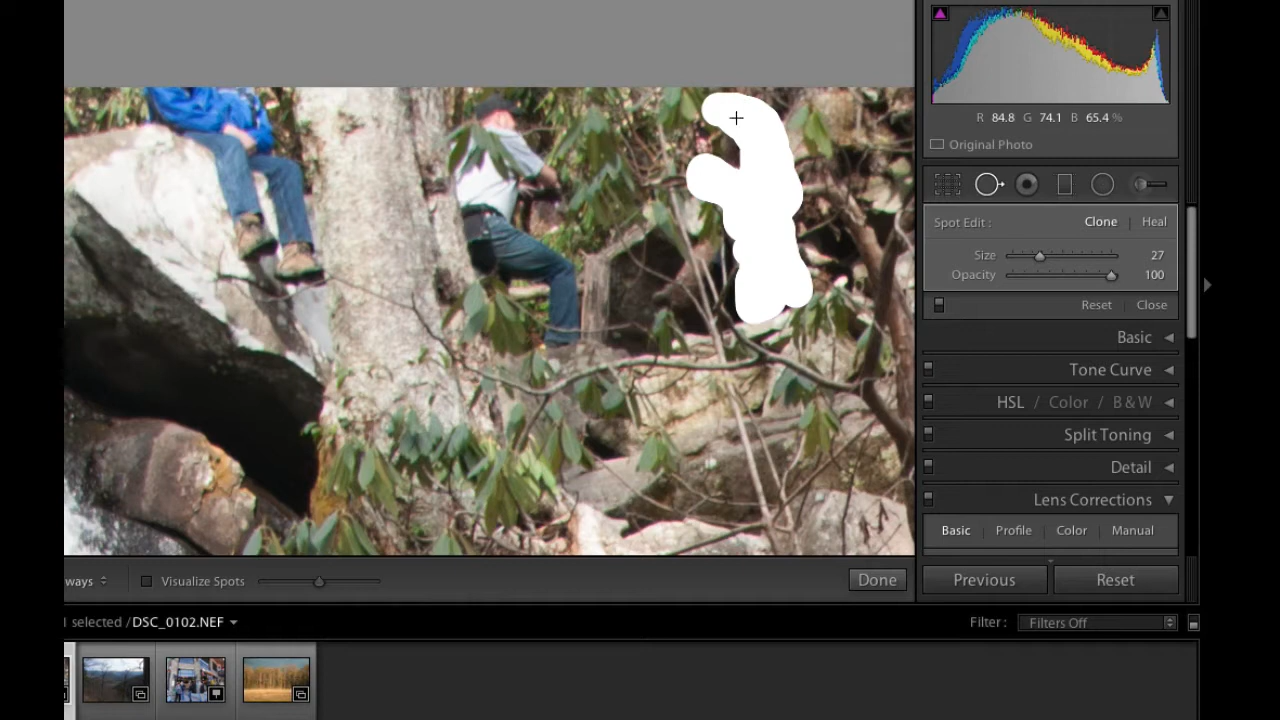 R 84.8 G 74.1 B 65.4 %
Original Photo
Spot Edit : Clone | Heal
Size 27
Opacity 100
Reset | Close
Basic
Tone Curve
HSL / Color / B & W
Split Toning
Detail
Lens Corrections
Basic | Profile | Color | Manual
ways Visualize Spots Done Previous Reset
selected / DSC_0102.NEF Filter : Filters Off